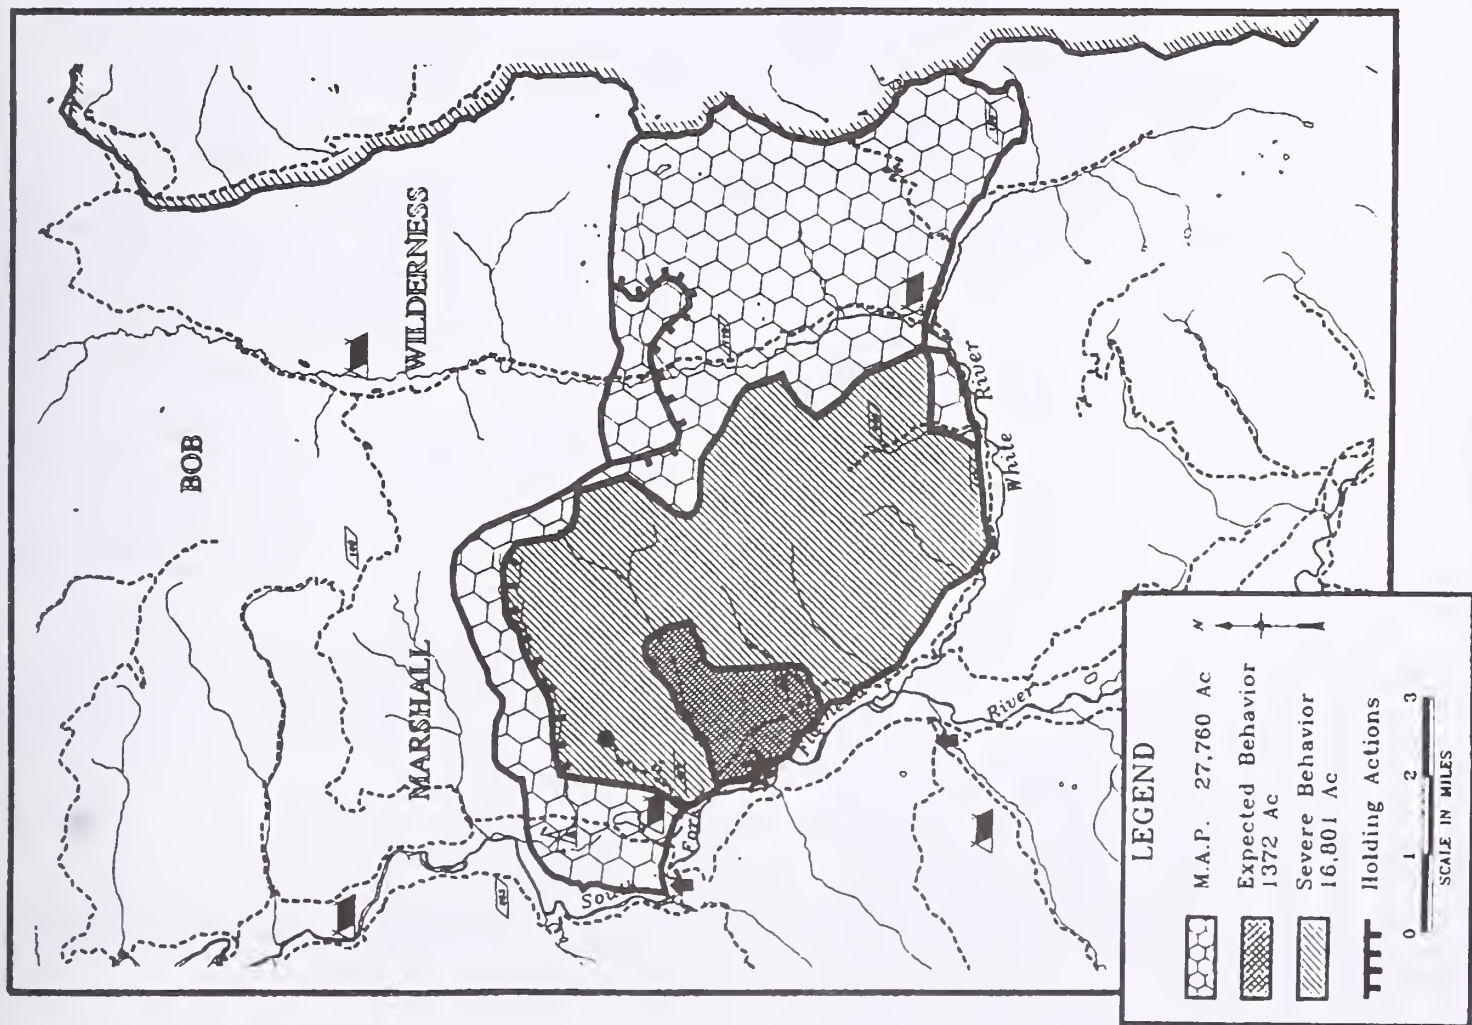 BOB
MARSHALL
WILDERNESS
White
River
South
Fork
River
LEGEND
M.A.P. 27,760 Ac
Expected Behavior
1372 Ac
Severe Behavior
16,801 Ac
Holding Actions
N
0 1 2 3
SCALE IN MILES